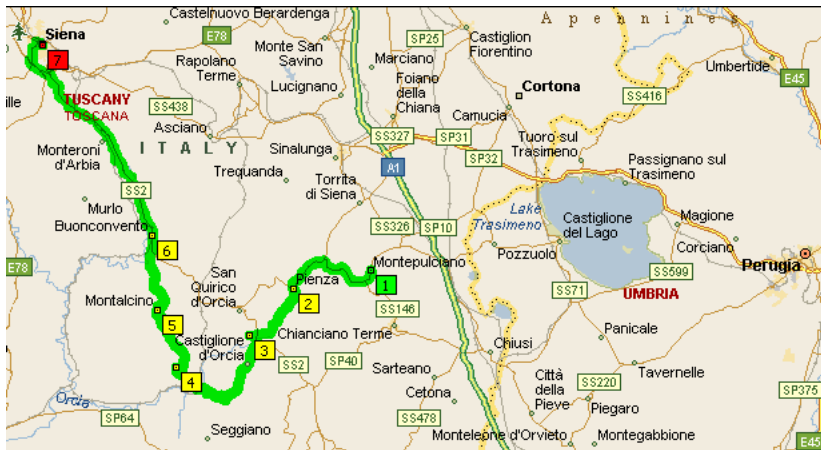 Siena
7
Castelnuovo Berardenga
E78
Monte San
Savino
SP25
Castiglion
Fiorentino
Apennines
Umbertide
E45
Rapolano
Terme
Marciano
Foiano
della
Chiana
Lucignano
Cortona
SS416
ville
TUSCANY
TOSCANA
SS438
Asciano
Camucia
SS327
SP31
Monteroni
d'Arbia
ITALY
Sinalunga
A1
SP32
Tuoro sul
Trasimeno
Passignano sul
Trasimeno
SS2
Trequanda
Torrita
di Siena
Murlo
Buonconvento
6
SS326
SP10
Lake
Trasimeno
Castiglione
del Lago
Magione
Corciano
Perugia
E78
San
Quirico
d'Orcia
Pienza
2
Montepulciano
1
Pozzuolo
SS599
SS71
UMBRIA
Montalcino
5
SS146
Castiglione
d'Orcia
3
Chianciano Terme
Panicale
4
SS2
SP40
Chiusi
Sarteano
Tavernelle
Orcia
Cetona
Città
della
Pieve
SS220
SP375
SP64
SS478
Piegaro
Seggiano
Monteleone d'Orvieto
Montegabbione
E45